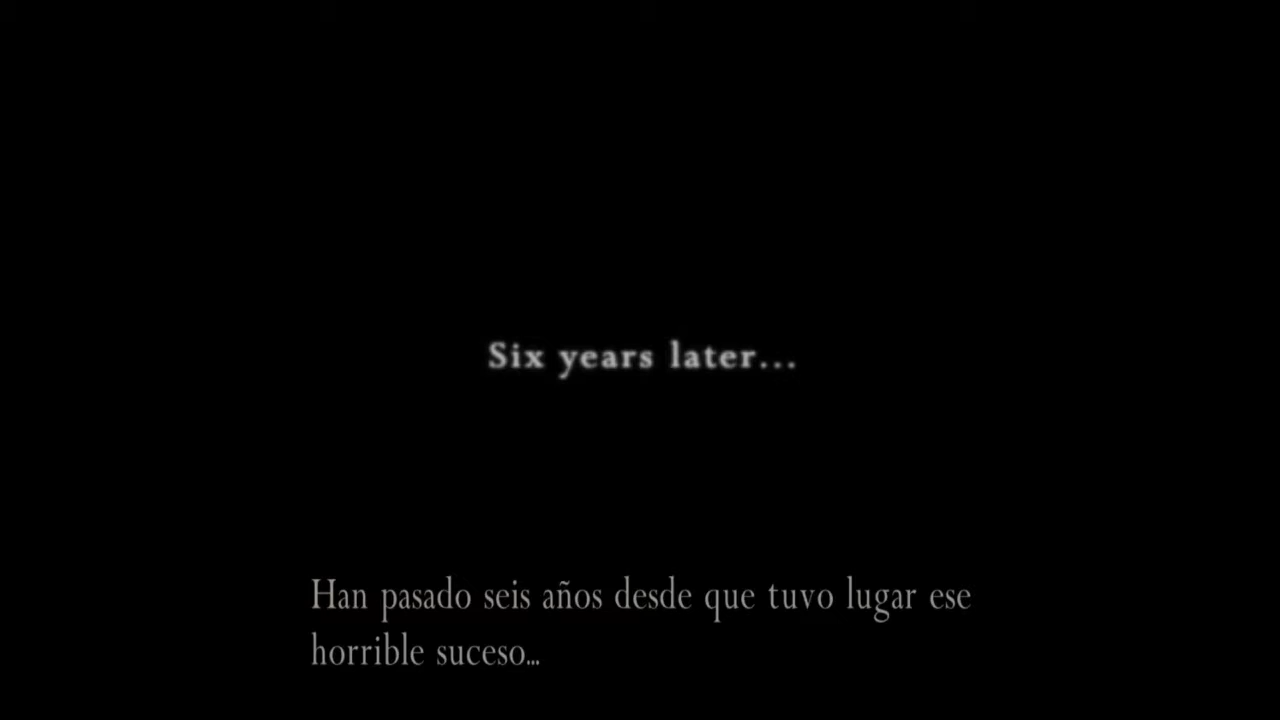 Six years later...
Han pasado seis años desde que tuvo lugar ese
horrible suceso...